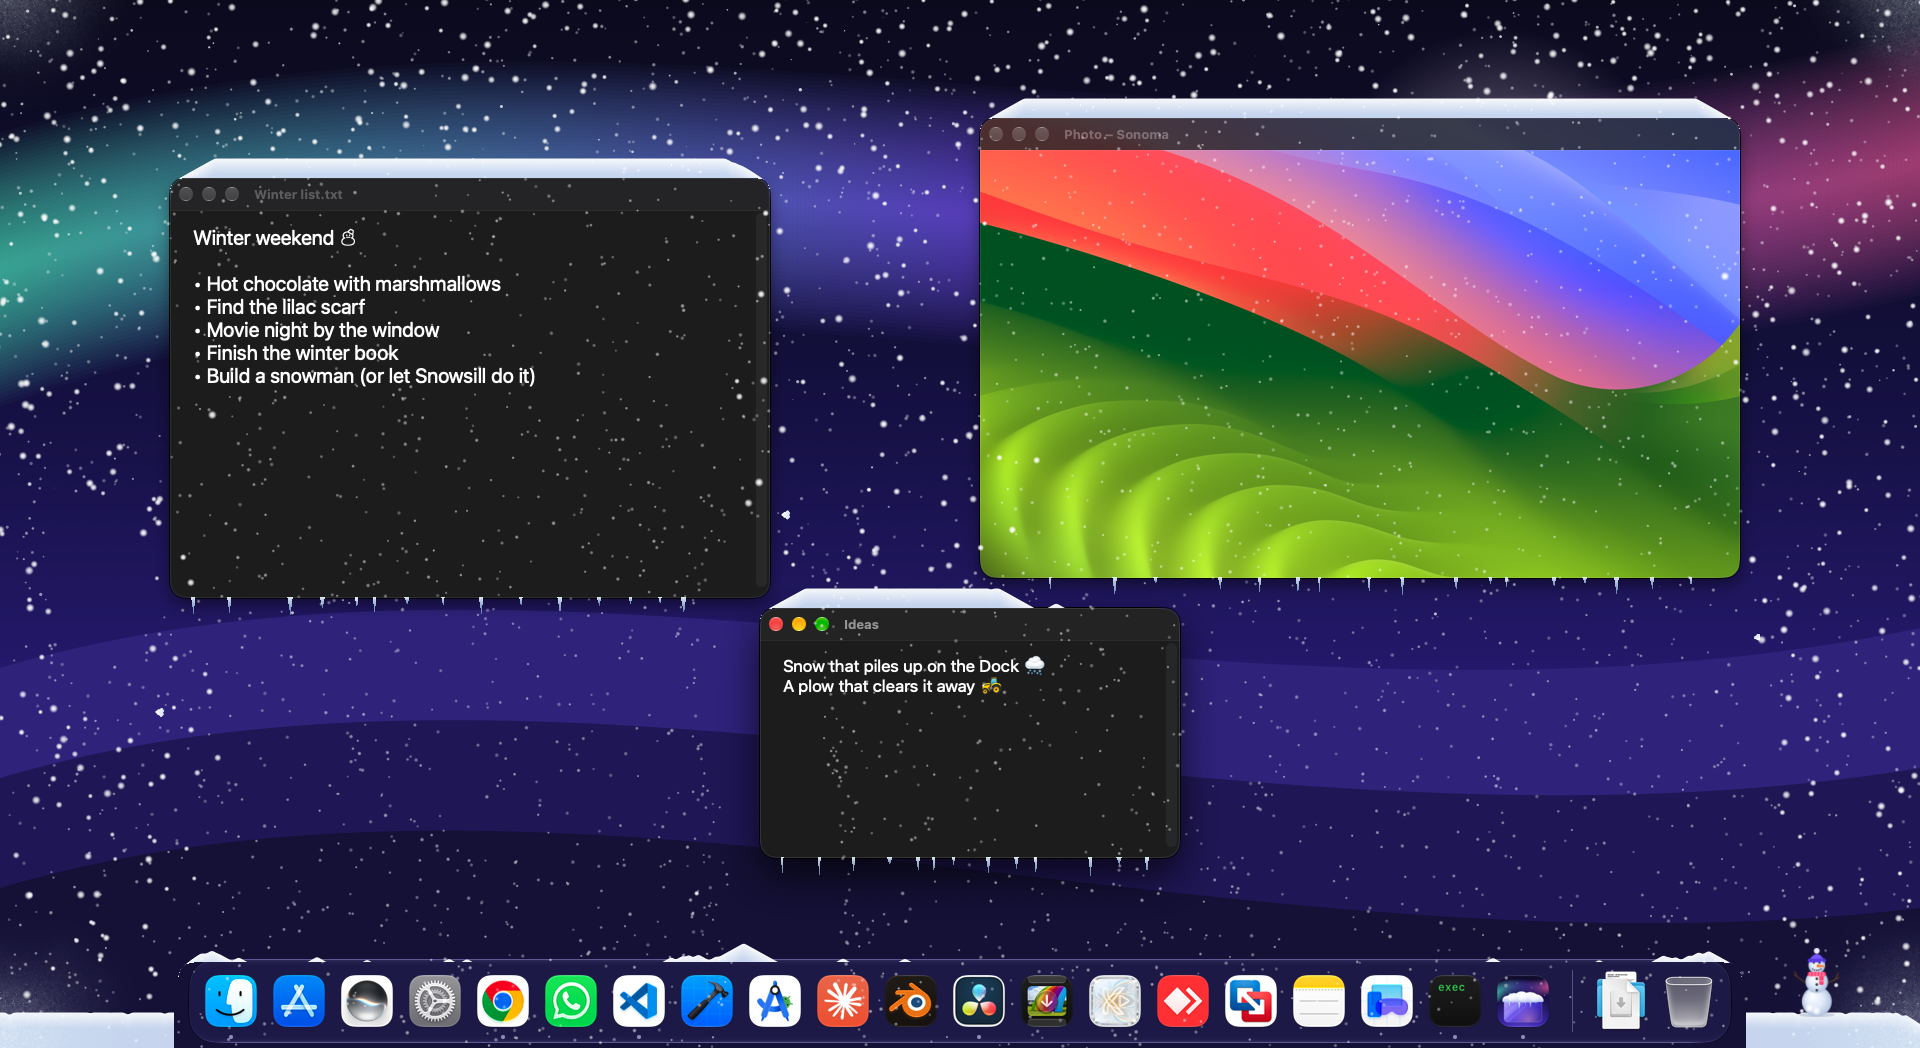 Photo – Sonoma
Winter list.txt
Winter weekend ☃
• Hot chocolate with marshmallows
• Find the lilac scarf
• Movie night by the window
• Finish the winter book
• Build a snowman (or let Snowsill do it)
Ideas
Snow that piles up on the Dock 🌨️
A plow that clears it away 🚜
exec